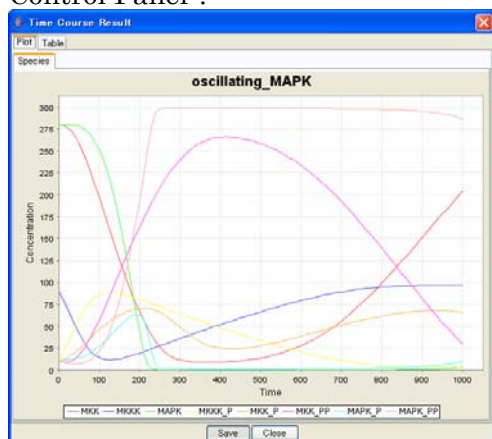 Control Panel".
Time Course Result
Plot Table
Species
oscillating_MAPK
Concentration
300
275
250
225
200
175
150
125
100
75
50
25
0
0 100 200 300 400 500 600 700 800 900 1000
Time
MKK MKKK MAPK MKKK_P MKK_P MKK_PP MAPK_P MAPK_PP
Save Close